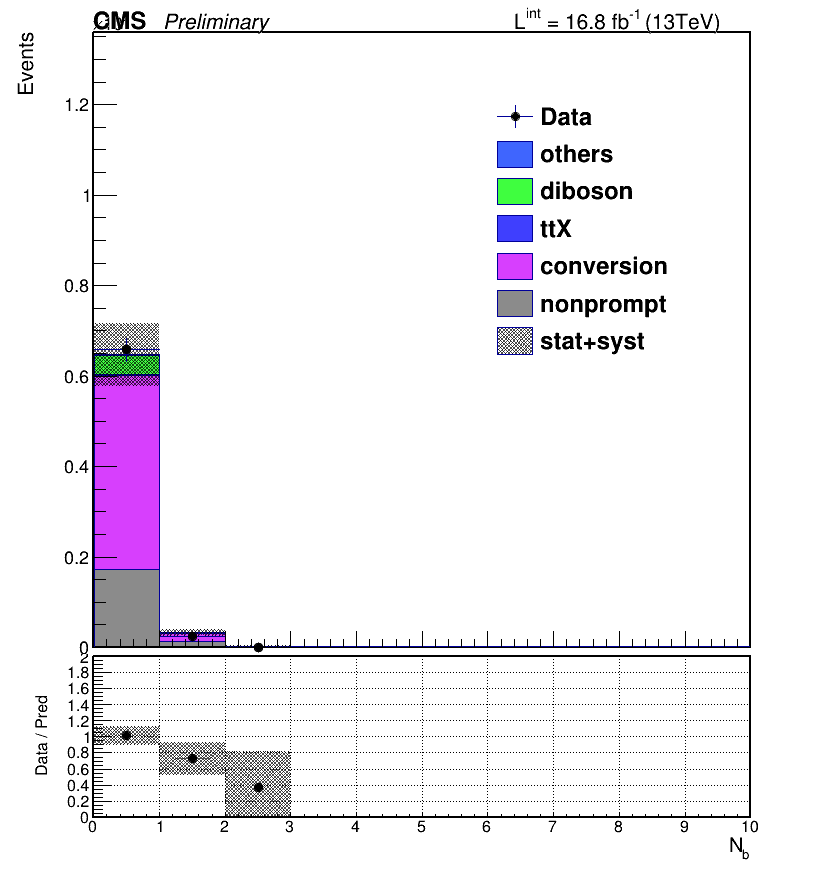 CMS Preliminary L^int = 16.8 fb^-1 (13TeV)
Events
1.2
1
0.8
0.6
0.4
0.2
0
Data
others
diboson
ttX
conversion
nonprompt
stat+syst
Data / Pred
2
1.8
1.6
1.4
1.2
1
0.8
0.6
0.4
0.2
0
0 1 2 3 4 5 6 7 8 9 10
N_b